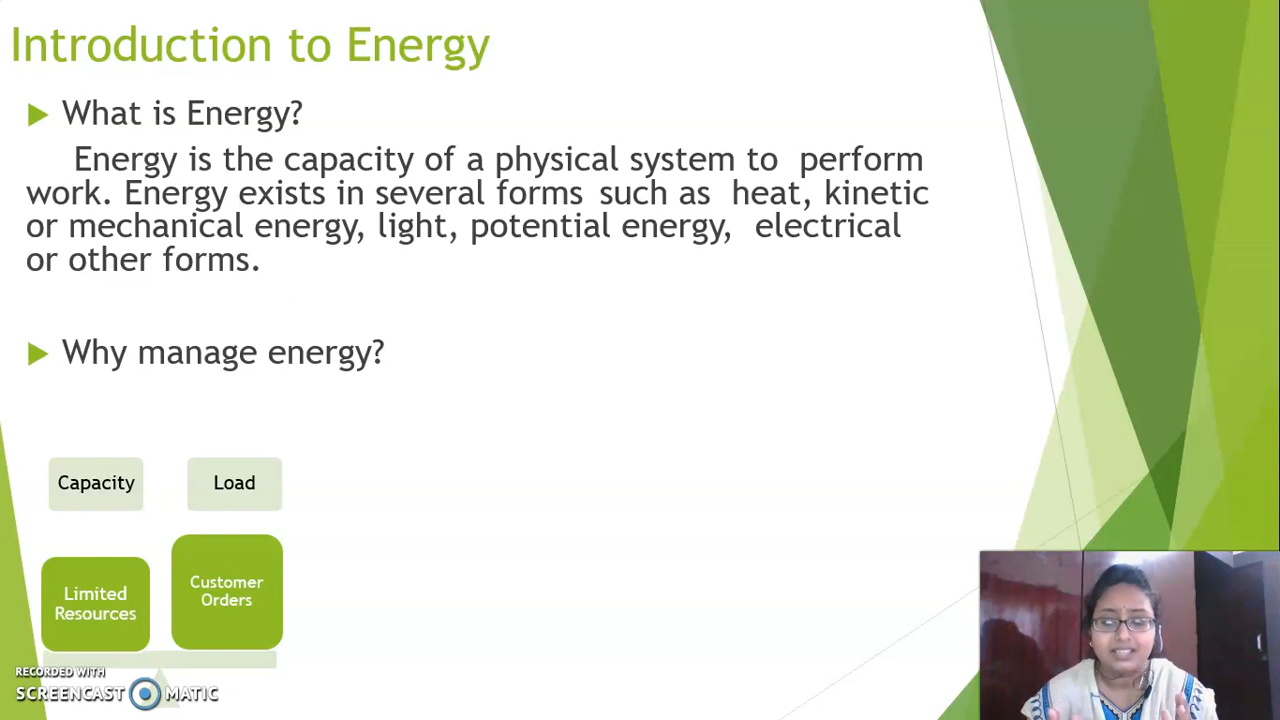 Introduction to Energy
What is Energy?
Energy is the capacity of a physical system to perform
work. Energy exists in several forms such as heat, kinetic
or mechanical energy, light, potential energy, electrical
or other forms.
Why manage energy?
Capacity
Load
Limited
Resources
Customer
Orders
RECORDED WITH
SCREENCAST MATIC